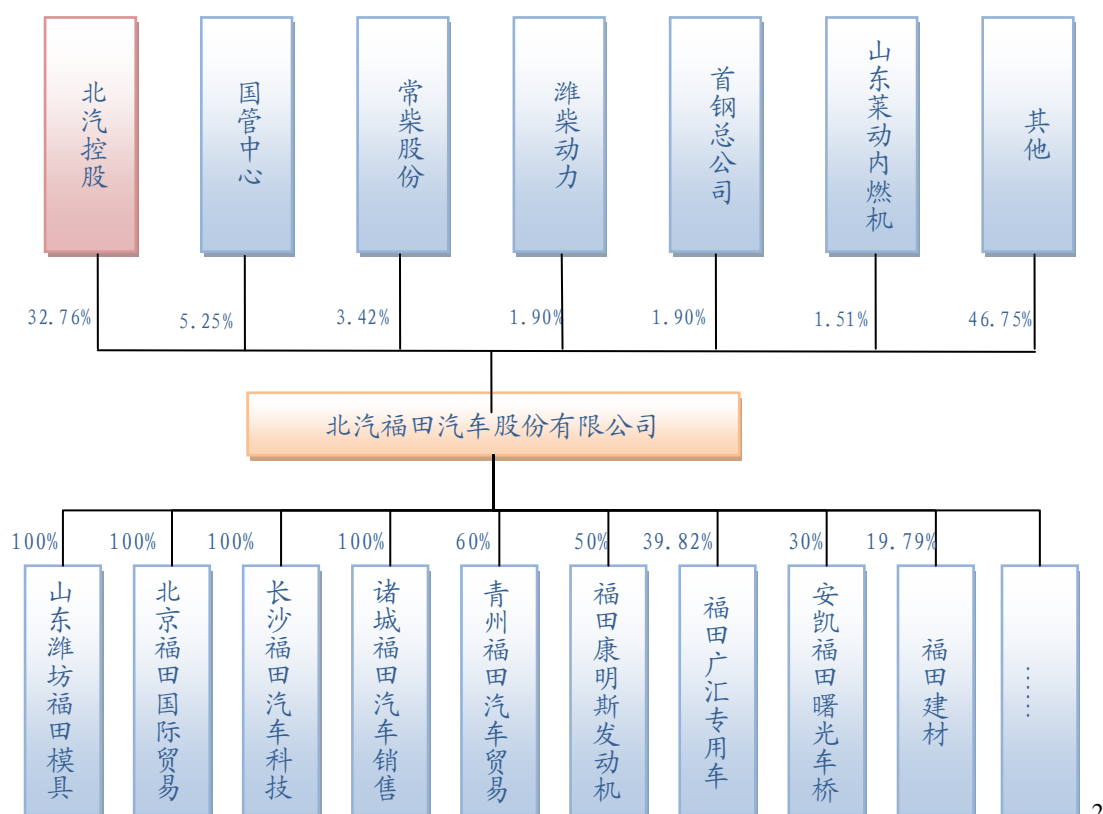 北汽控股
国管中心
常柴股份
潍柴动力
首钢总公司
山东莱动内燃机
其他
32.76%
5.25%
3.42%
1.90%
1.90%
1.51%
46.75%
北汽福田汽车股份有限公司
100%
100%
100%
100%
60%
50%
39.82%
30%
19.79%
山东潍坊福田模具
北京福田国际贸易
长沙福田汽车科技
诸城福田汽车销售
青州福田汽车贸易
福田康明斯发动机
福田广汇专用车
安凯福田曙光车桥
福田建材
……
2